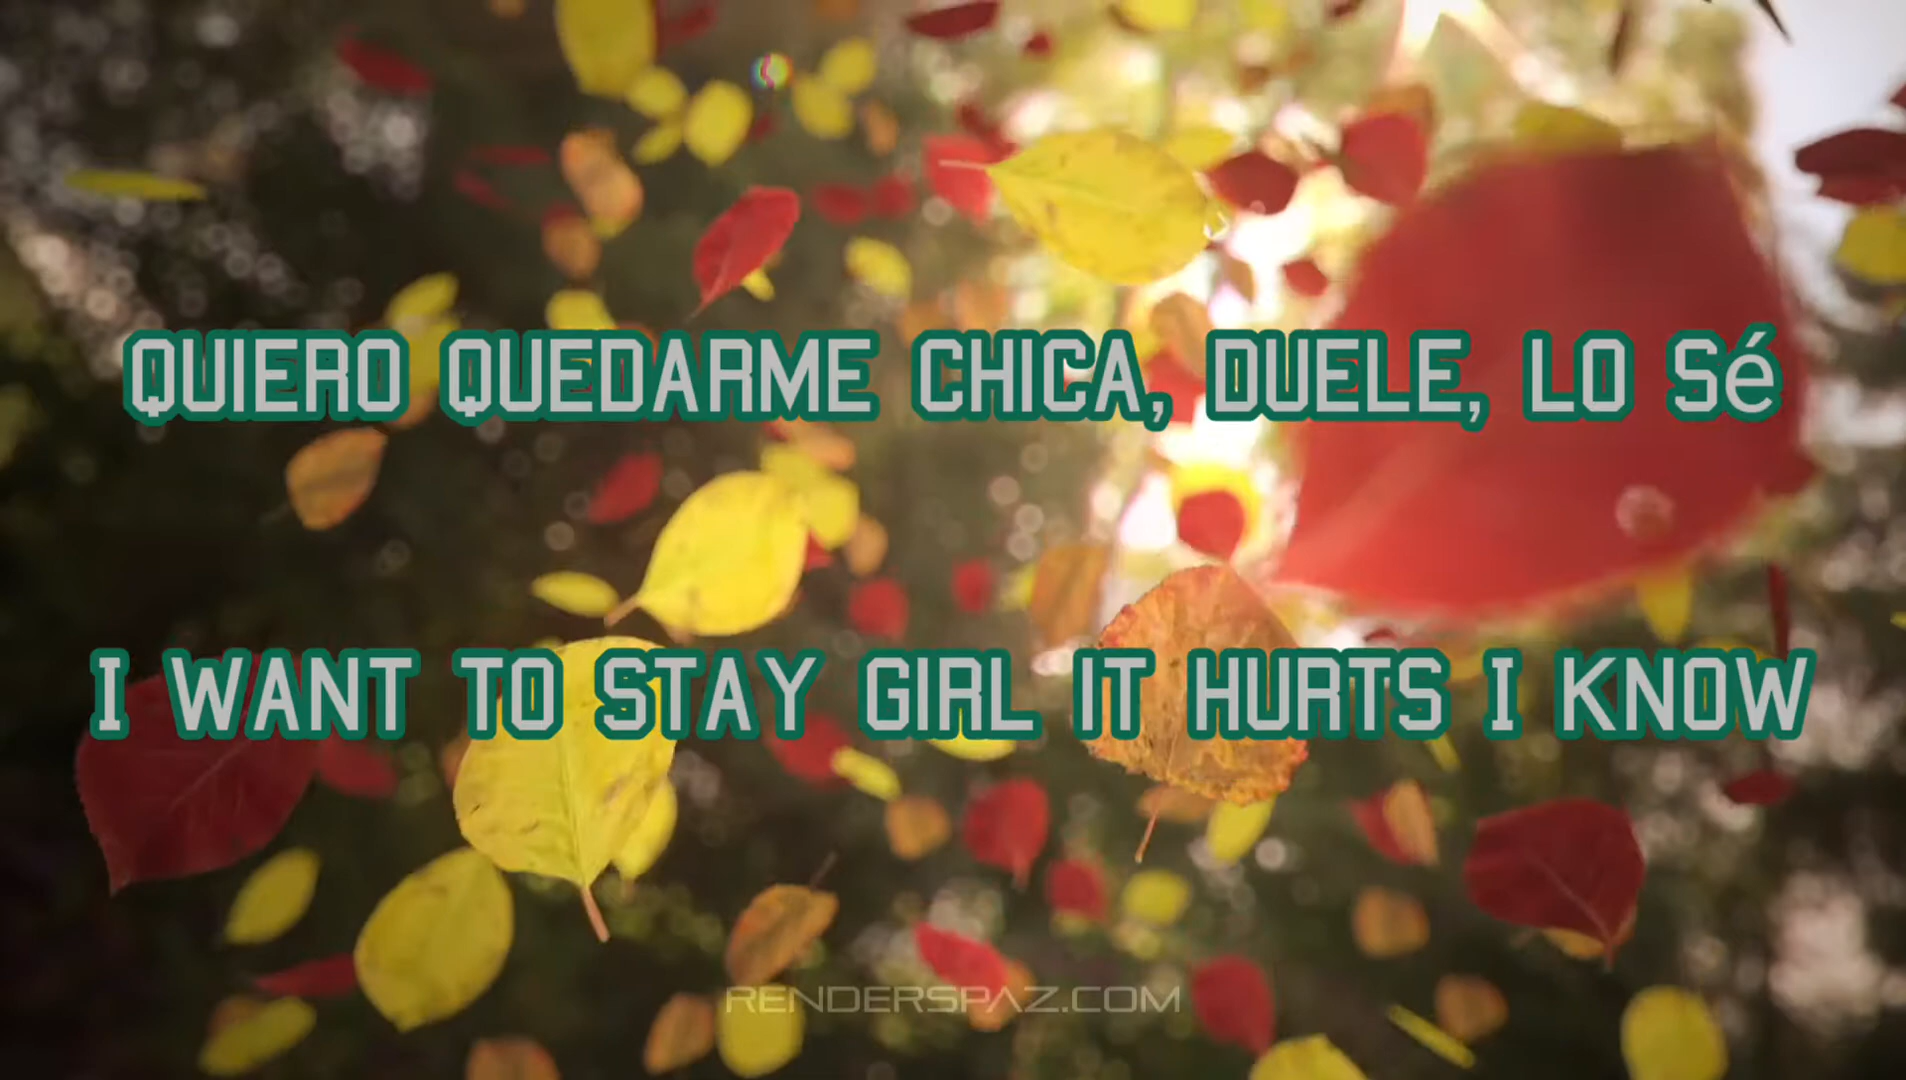 QUIERO QUEDARME CHICA, DUELE, LO Sé
I WANT TO STAY GIRL IT HURTS I KNOW
RENDERSPAZ.COM